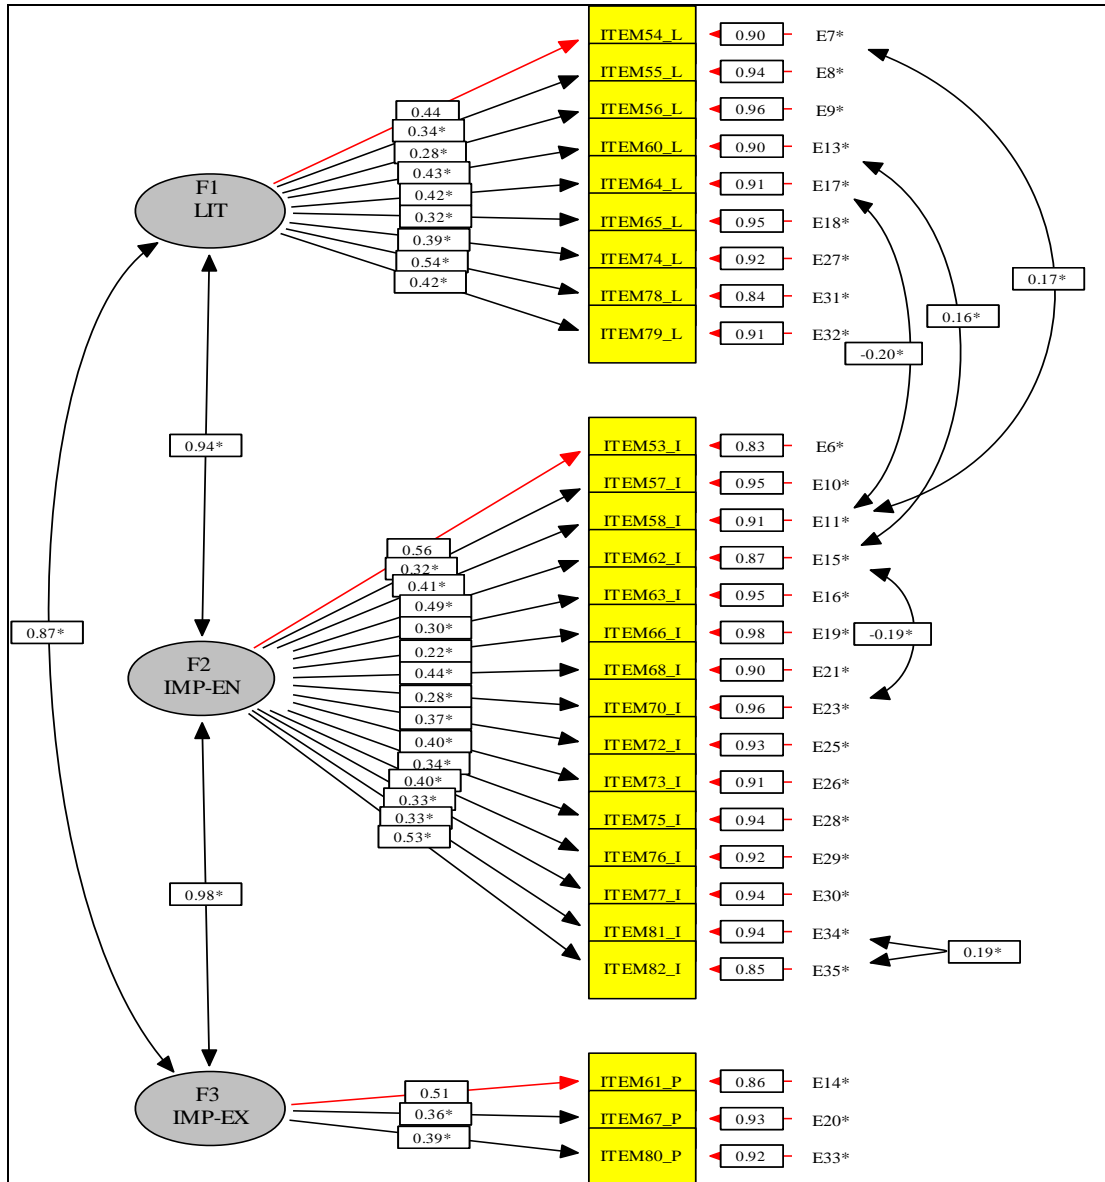 ITEM54_L 0.90 E7*
ITEM55_L 0.94 E8*
ITEM56_L 0.96 E9*
ITEM60_L 0.90 E13*
ITEM64_L 0.91 E17*
ITEM65_L 0.95 E18*
ITEM74_L 0.92 E27*
ITEM78_L 0.84 E31*
ITEM79_L 0.91 E32*
0.44
0.34*
0.28*
0.43*
0.42*
0.32*
0.39*
0.54*
0.42*
F1
LIT
0.17*
0.16*
-0.20*
0.94*
0.87*
ITEM53_I 0.83 E6*
ITEM57_I 0.95 E10*
ITEM58_I 0.91 E11*
ITEM62_I 0.87 E15*
ITEM63_I 0.95 E16*
ITEM66_I 0.98 E19*
ITEM68_I 0.90 E21*
ITEM70_I 0.96 E23*
ITEM72_I 0.93 E25*
ITEM73_I 0.91 E26*
ITEM75_I 0.94 E28*
ITEM76_I 0.92 E29*
ITEM77_I 0.94 E30*
ITEM81_I 0.94 E34*
ITEM82_I 0.85 E35*
0.56
0.32*
0.41*
0.49*
0.30*
0.22*
0.44*
0.28*
0.37*
0.40*
0.34*
0.40*
0.33*
0.33*
0.53*
F2
IMP-EN
-0.19*
0.19*
0.98*
ITEM61_P 0.86 E14*
ITEM67_P 0.93 E20*
ITEM80_P 0.92 E33*
0.51
0.36*
0.39*
F3
IMP-EX